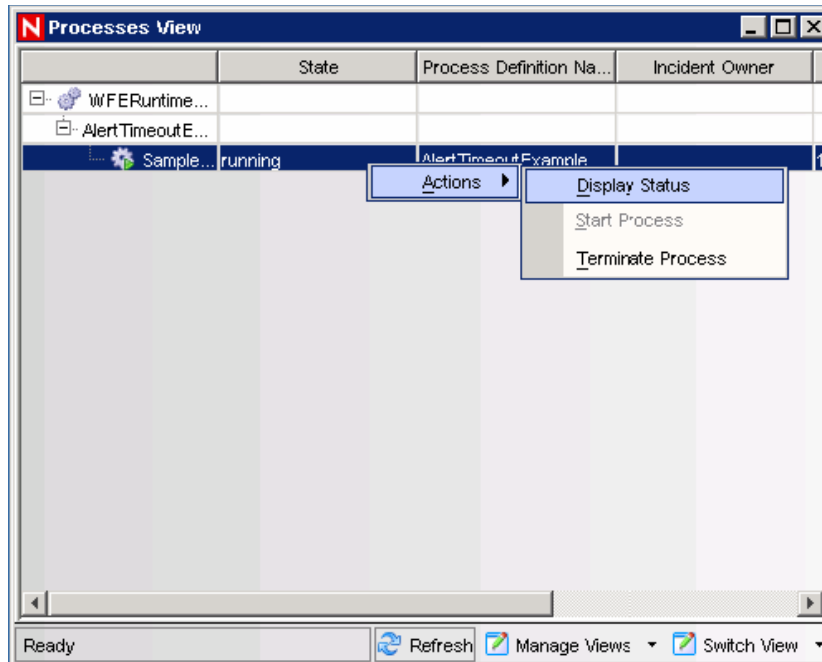 N Processes View
State Process Definition Na... Incident Owner
WFERuntime...
AlertTimeoutE...
Sample... running AlertTimeoutExample 1
Actions Display Status
Start Process
Terminate Process
Ready Refresh Manage Views Switch View